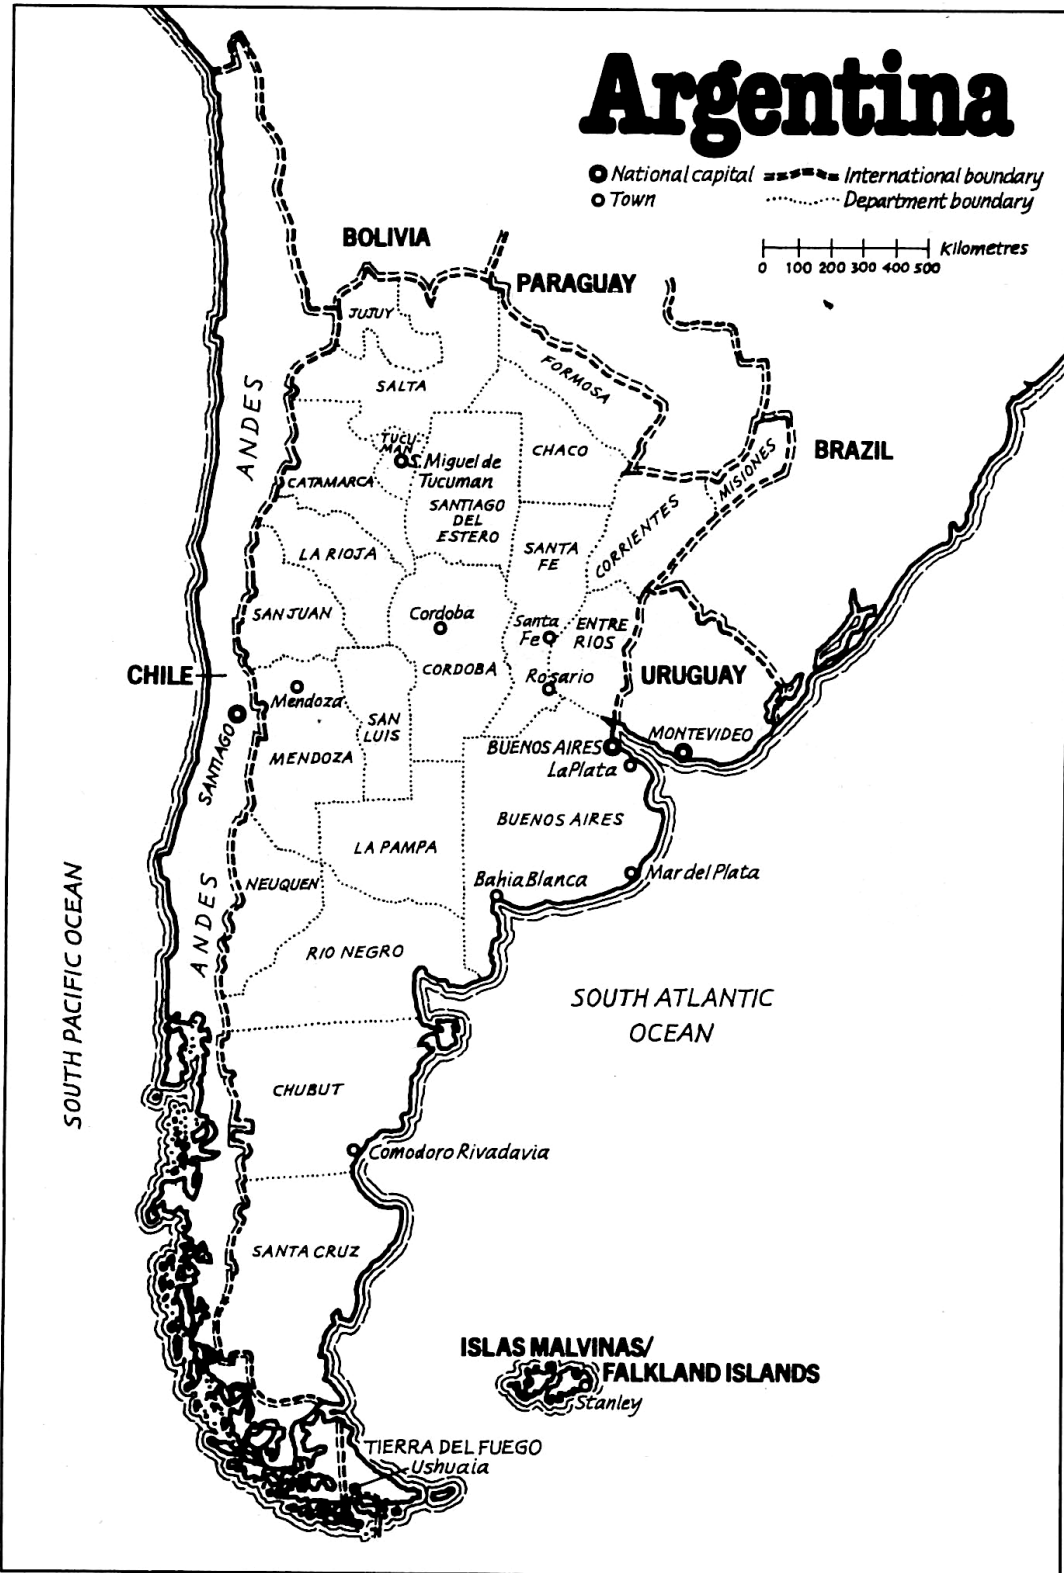 Argentina
National capital
International boundary
Town
Department boundary
Kilometres
0 100 200 300 400 500
BOLIVIA
PARAGUAY
JUJUY
FORMOSA
SALTA
ANDES
TUCU-
MAN
S. Miguel de
Tucuman
CHACO
BRAZIL
MISIONES
CATAMARCA
SANTIAGO
DEL
ESTERO
CORRIENTES
LA RIOJA
SANTA
FE
SAN JUAN
Cordoba
Santa
Fe
ENTRE
RIOS
CHILE
CORDOBA
Rosario
URUGUAY
Mendoza
SAN
LUIS
SANTIAGO
MENDOZA
BUENOS AIRES
MONTEVIDEO
La Plata
BUENOS AIRES
LA PAMPA
NEUQUEN
Bahia Blanca
Mar del Plata
ANDES
RIO NEGRO
SOUTH PACIFIC OCEAN
SOUTH ATLANTIC
OCEAN
CHUBUT
Comodoro Rivadavia
SANTA CRUZ
ISLAS MALVINAS/
FALKLAND ISLANDS
Stanley
TIERRA DEL FUEGO
Ushuaia